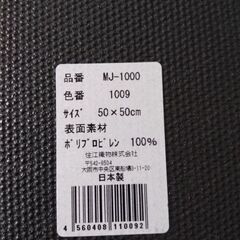 品番 MJ-1000
色番 1009
サイズ 50×50cm
表面素材
ポリプロピレン 100%
住江織物株式会社
〒542-8504
大阪市中央区南船場3-11-20
日本製
4 560408 110092